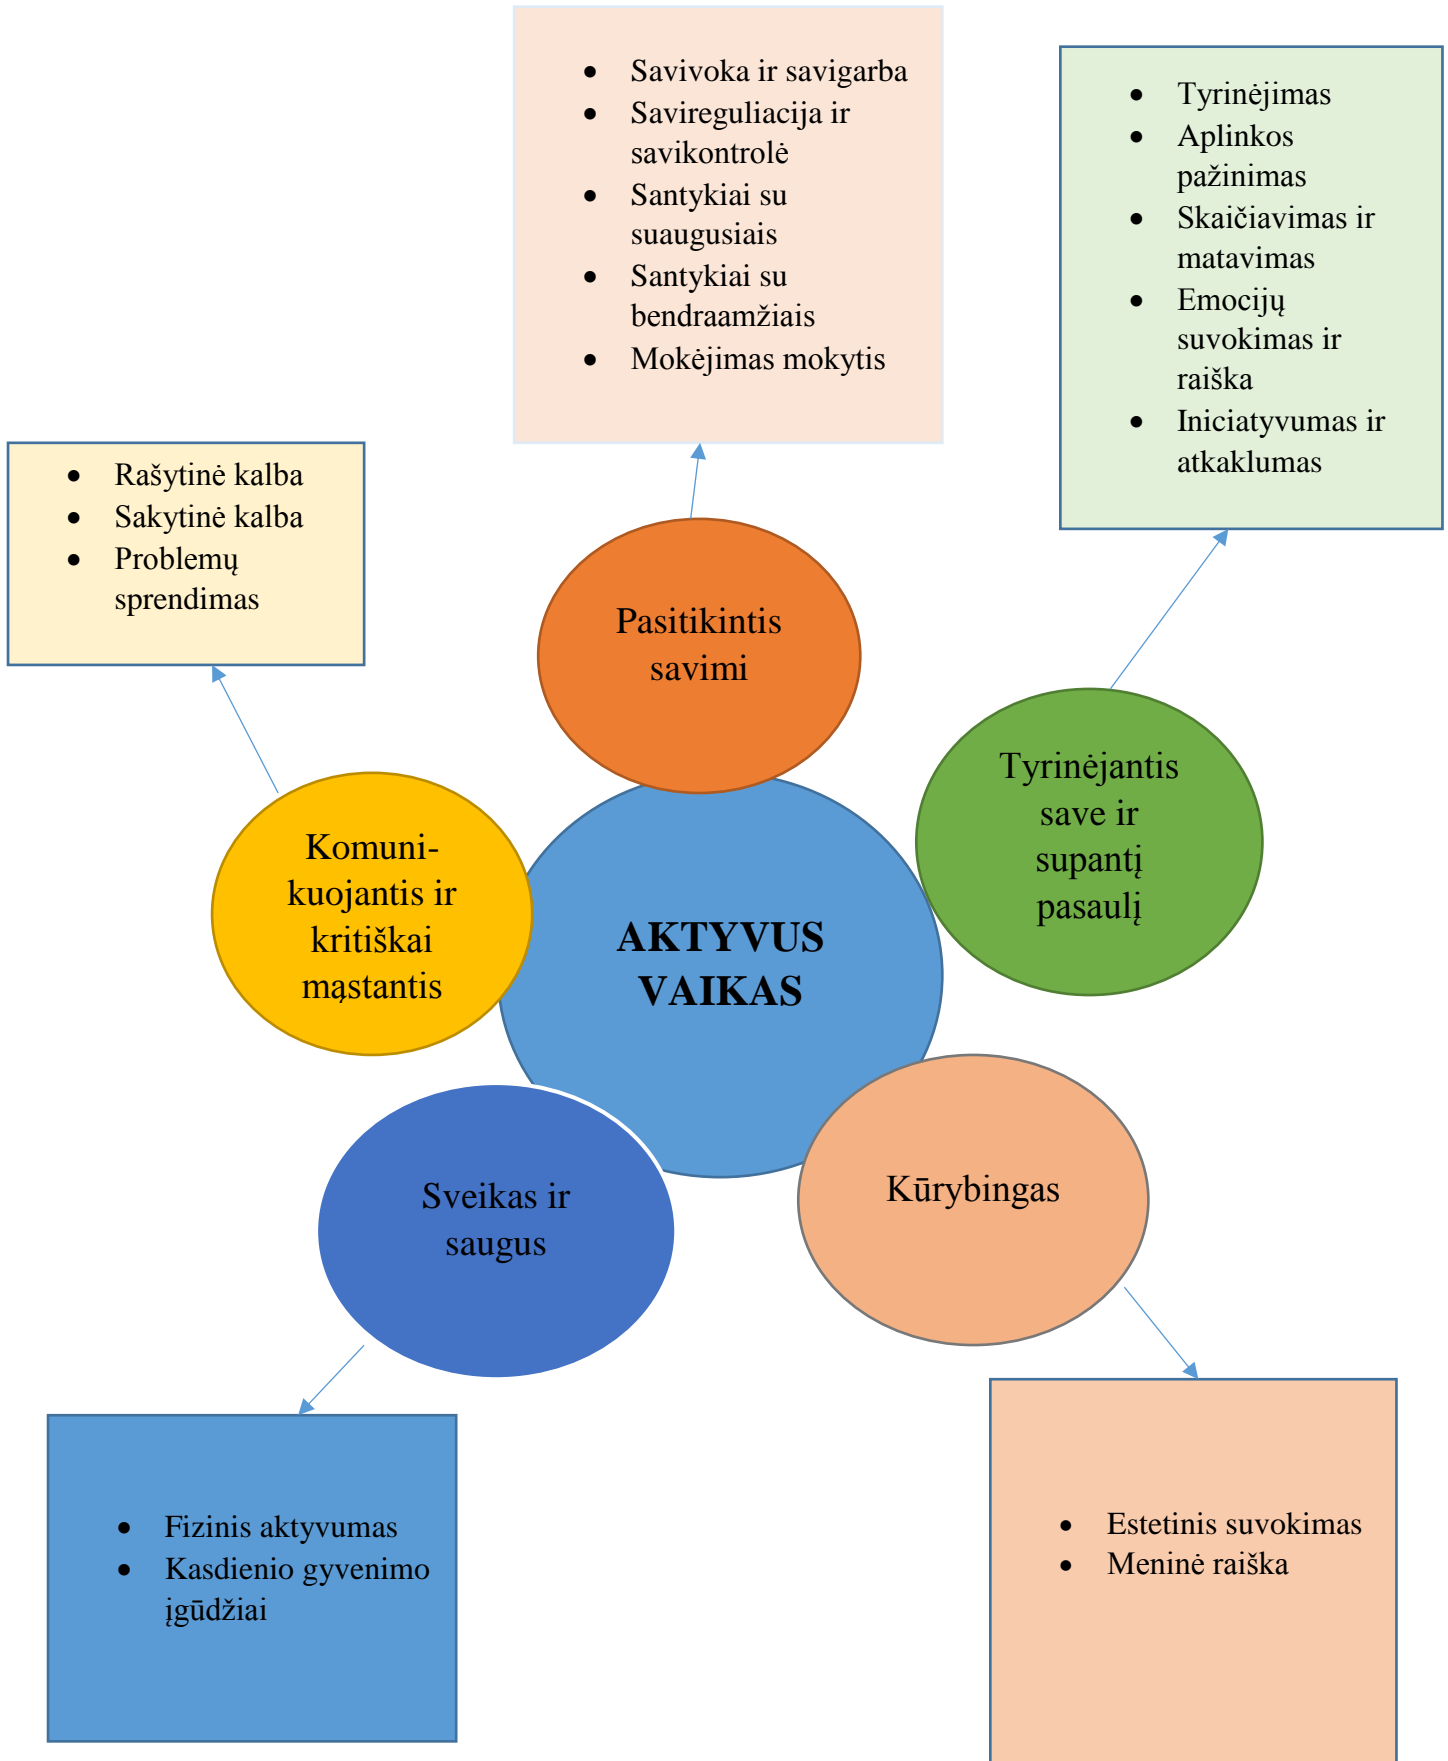 • Savivoka ir savigarba
• Savireguliacija ir
savikontrolė
• Santykiai su
suaugusiais
• Santykiai su
bendraamžiais
• Mokėjimas mokytis
• Tyrinėjimas
• Aplinkos
pažinimas
• Skaičiavimas ir
matavimas
• Emocijų
suvokimas ir
raiška
• Iniciatyvumas ir
atkaklumas
• Rašytinė kalba
• Sakytinė kalba
• Problemų
sprendimas
Pasitikintis
savimi
Tyrinėjantis
save ir
supantį
pasaulį
Komuni-
kuojantis ir
kritiškai
mąstantis
AKTYVUS
VAIKAS
Sveikas ir
saugus
Kūrybingas
• Fizinis aktyvumas
• Kasdienio gyvenimo
įgūdžiai
• Estetinis suvokimas
• Meninė raiška